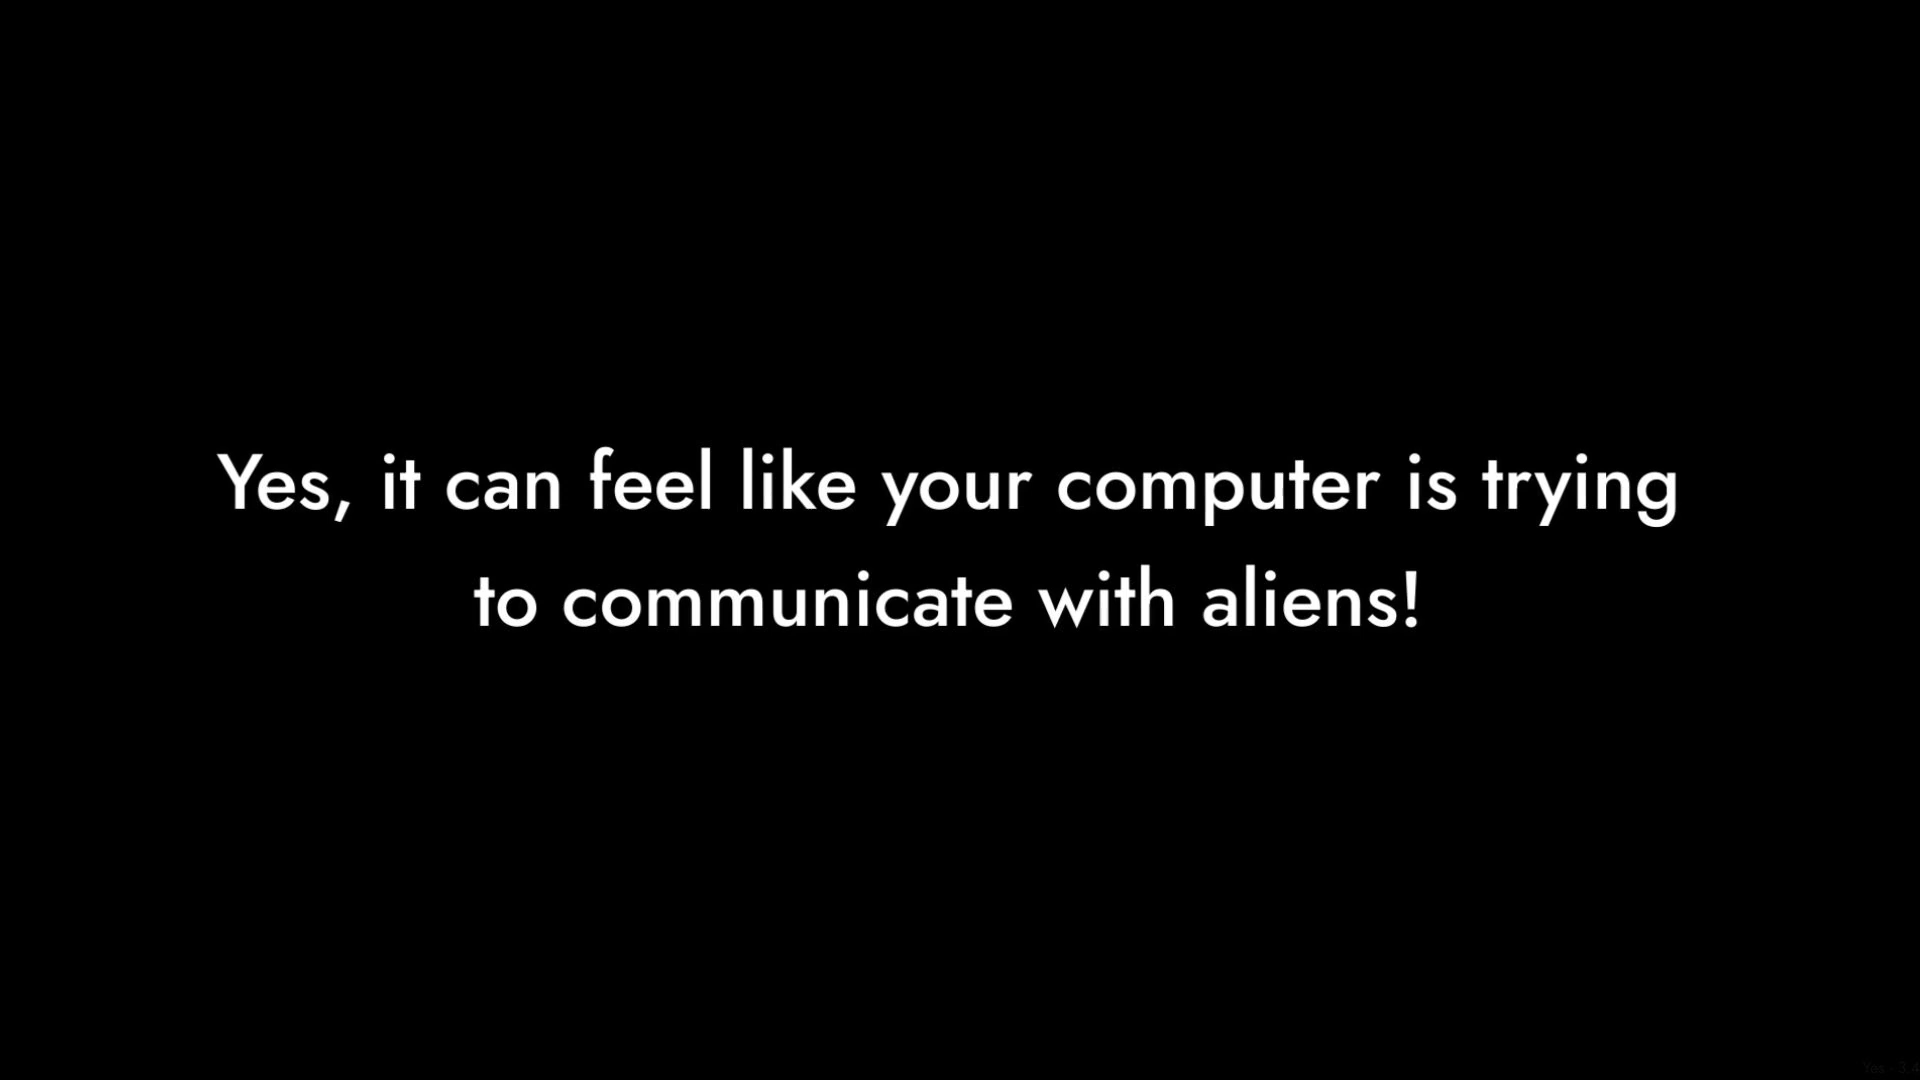 Yes, it can feel like your computer is trying
to communicate with aliens!